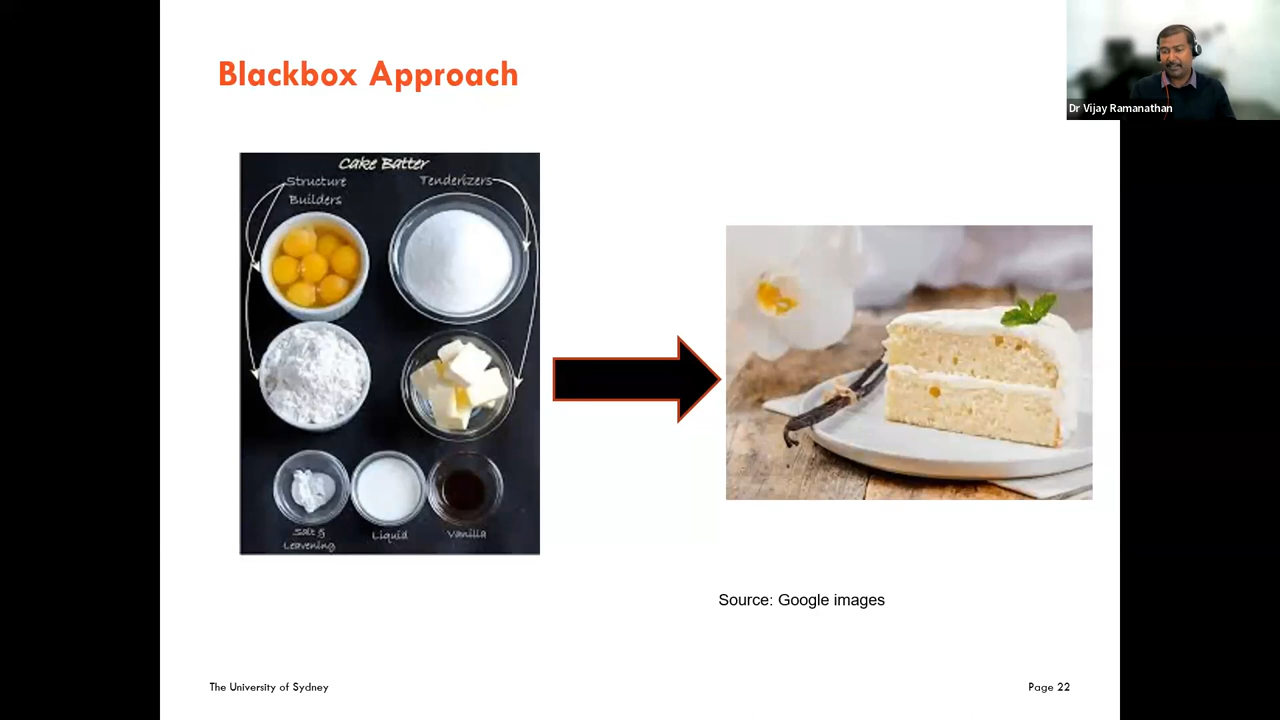 Blackbox Approach
Dr Vijay Ramanathan
Cake Batter
Structure
Builders
Tenderizers
Salt &
Leavening
Liquid
Vanilla
Source: Google images
The University of Sydney
Page 22